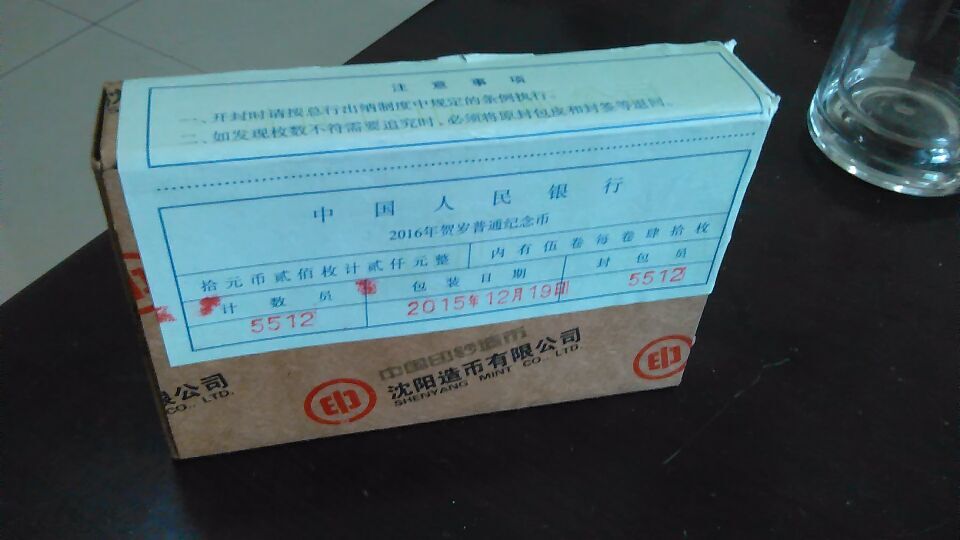 注意事项
一、开封时请按总行出纳制度中规定的条例执行。
二、如发现枚数不符需要追究时，必须将原封包皮和封签等退回。
中国人民银行
2016年贺岁普通纪念币
拾元币贰佰枚计贰仟元整 内有伍卷每卷肆拾枚
计数员 包装日期 封包员
5512 2015年12月19日 5512
中国印钞造币
沈阳造币有限公司
SHENYANG MINT CO., LTD.
限公司
CO., LTD.